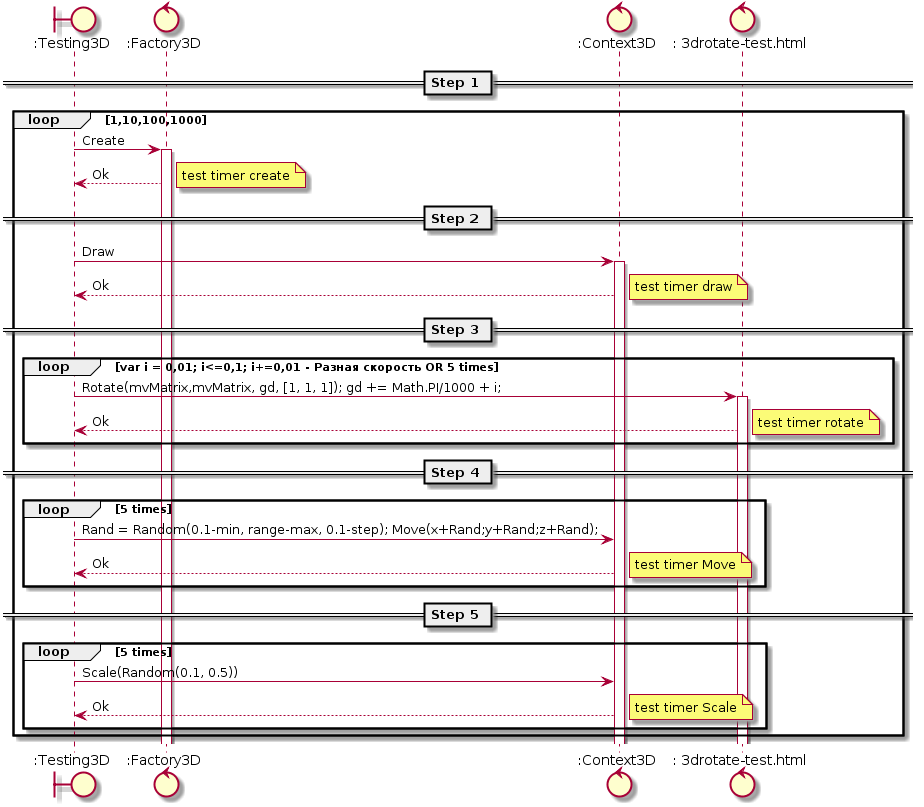 :Testing3D :Factory3D :Context3D : 3drotate-test.html
Step 1
loop [1,10,100,1000]
Create
Ok test timer create
Step 2
Draw
Ok test timer draw
Step 3
loop [var i = 0,01; i<=0,1; i+=0,01 - Разная скорость OR 5 times]
Rotate(mvMatrix,mvMatrix, gd, [1, 1, 1]); gd += Math.PI/1000 + i;
Ok test timer rotate
Step 4
loop [5 times]
Rand = Random(0.1-min, range-max, 0.1-step); Move(x+Rand;y+Rand;z+Rand);
Ok test timer Move
Step 5
loop [5 times]
Scale(Random(0.1, 0.5))
Ok test timer Scale
:Testing3D :Factory3D :Context3D : 3drotate-test.html